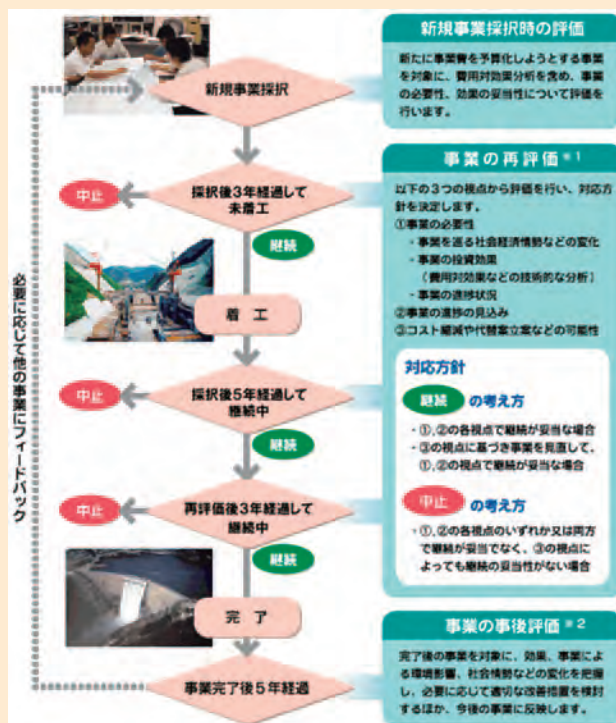 新規事業採択時の評価
新たに事業費を予算化しようとする事業
を対象に、費用対効果分析を含め、事業
の必要性、効果の妥当性について評価を
行います。
新規事業採択
事業の再評価※1
以下の3つの視点から評価を行い、対応方
針を決定します。
①事業の必要性
・事業を巡る社会経済情勢などの変化
・事業の投資効果
（費用対効果などの技術的な分析）
・事業の進捗状況
②事業の進捗の見込み
③コスト縮減や代替案立案などの可能性
対応方針
継続 の考え方
・①、②の各視点で継続が妥当な場合
・③の視点に基づき事業を見直して、
①、②の視点で継続が妥当な場合
中止 の考え方
・①、②の各視点のいずれか又は両方
で継続が妥当でなく、③の視点に
よっても継続の妥当性がない場合
中止
採択後3年経過して
未着工
継続
着工
中止
採択後5年経過して
継続中
継続
中止
再評価後3年経過して
継続中
継続
完了
事業完了後5年経過
事業の事後評価※2
完了後の事業を対象に、効果、事業によ
る環境影響、社会情勢などの変化を把握
し、必要に応じて適切な改善措置を検討
するほか、今後の事業に反映します。
必要に応じて他の事業にフィードバック